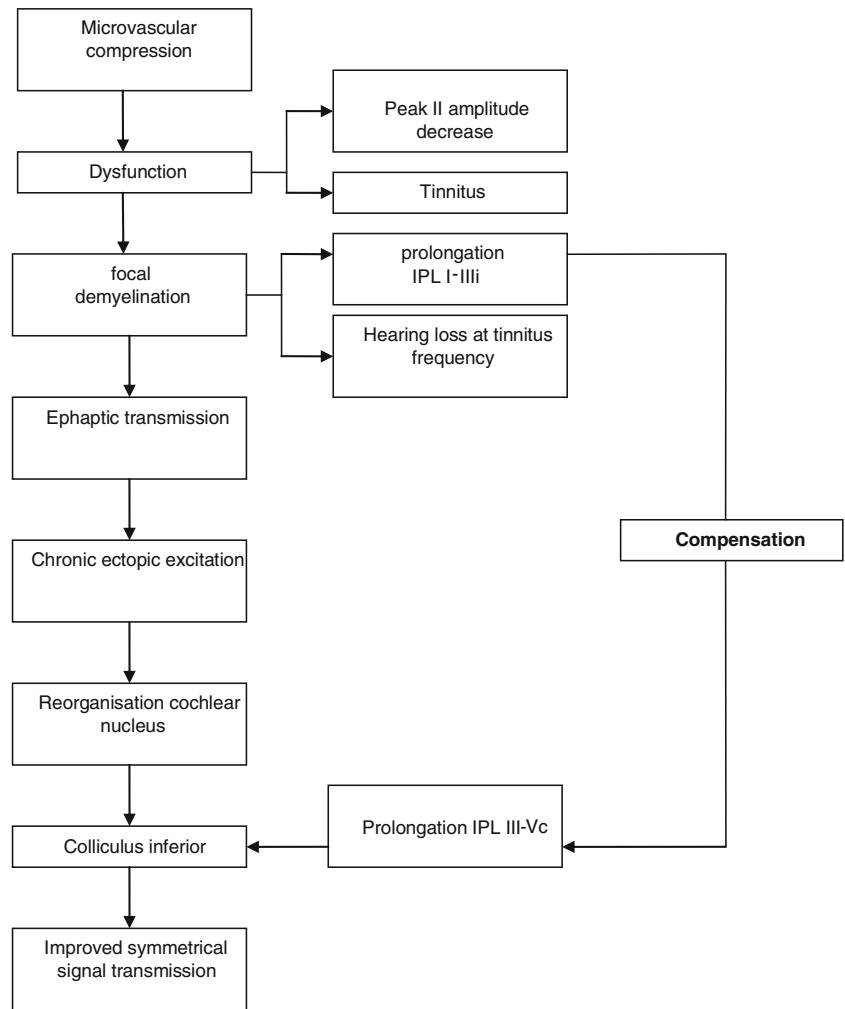 Microvascular
compression
Peak II amplitude
decrease
Dysfunction
Tinnitus
focal
demyelination
prolongation
IPL I-IIIi
Hearing loss at tinnitus
frequency
Ephaptic transmission
Compensation
Chronic ectopic excitation
Reorganisation cochlear
nucleus
Prolongation IPL III-Vc
Colliculus inferior
Improved symmetrical
signal transmission